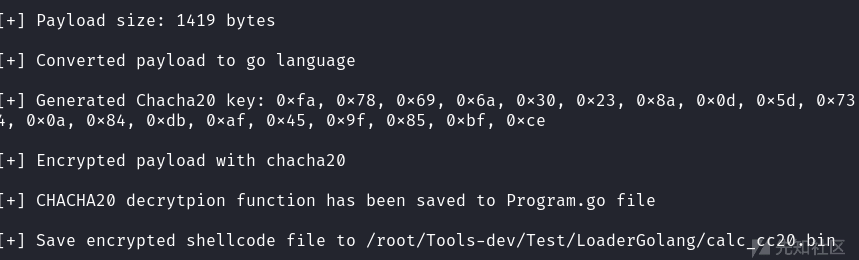 [+] Payload size: 1419 bytes
[+] Converted payload to go language
[+] Generated Chacha20 key: 0×fa, 0×78, 0×69, 0×6a, 0×30, 0×23, 0×8a, 0×0d, 0×5d, 0×73
4, 0×0a, 0×84, 0×db, 0×af, 0×45, 0×9f, 0×85, 0×bf, 0×ce
[+] Encrypted payload with chacha20
[+] CHACHA20 decrytpion function has been saved to Program.go file
[+] Save encrypted shellcode file to /root/Tools-dev/Test/LoaderGolang/calc_cc20.bin
先知社区